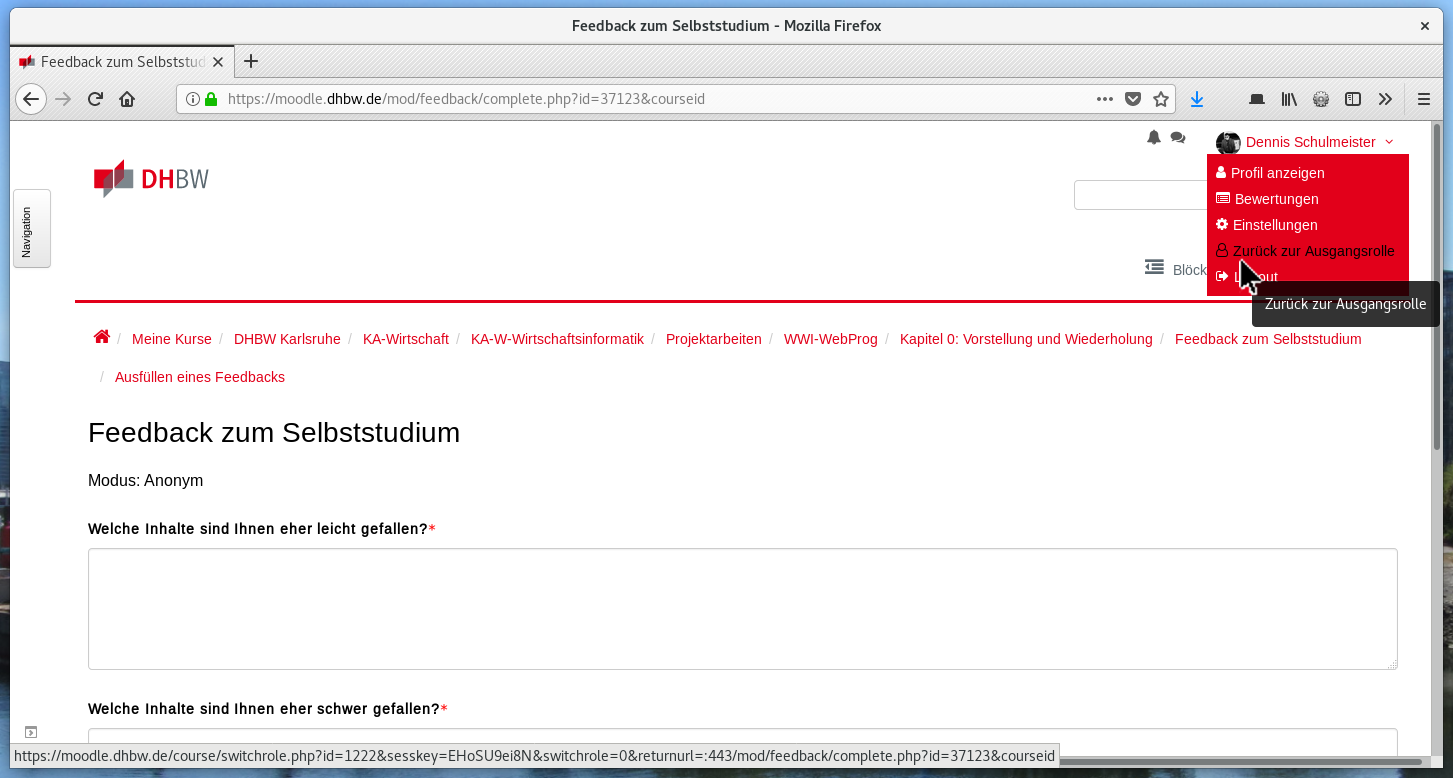 Feedback zum Selbststudium - Mozilla Firefox
Feedback zum Selbststud
https://moodle.dhbw.de/mod/feedback/complete.php?id=37123&courseid
Dennis Schulmeister
DHBW
Profil anzeigen
Bewertungen
Einstellungen
Zurück zur Ausgangsrolle
Navigation
Blöck
Zurück zur Ausgangsrolle
/ Meine Kurse / DHBW Karlsruhe / KA-Wirtschaft / KA-W-Wirtschaftsinformatik / Projektarbeiten / WWI-WebProg / Kapitel 0: Vorstellung und Wiederholung / Feedback zum Selbststudium
/ Ausfüllen eines Feedbacks
Feedback zum Selbststudium
Modus: Anonym
Welche Inhalte sind Ihnen eher leicht gefallen?*
Welche Inhalte sind Ihnen eher schwer gefallen?*
https://moodle.dhbw.de/course/switchrole.php?id=1222&sesskey=EHoSU9ei8N&switchrole=0&returnurl=:443/mod/feedback/complete.php?id=37123&courseid